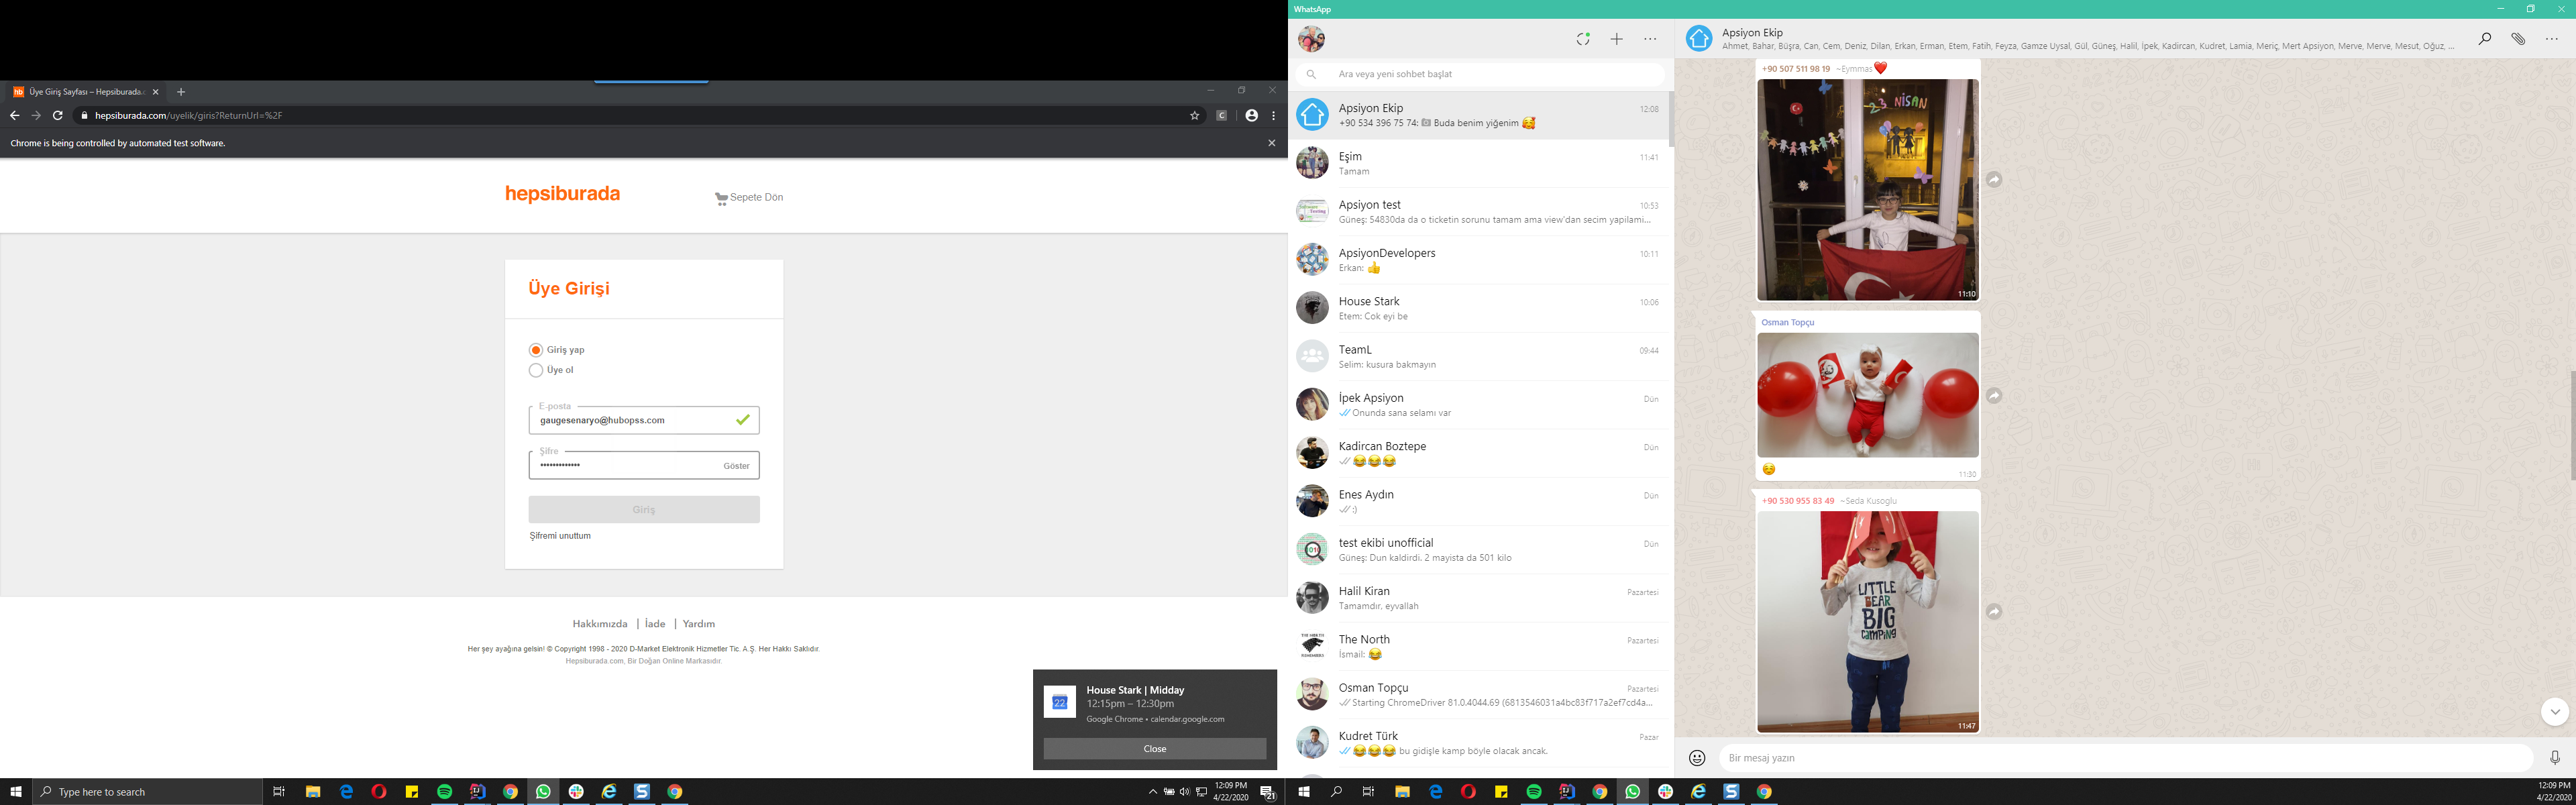 Üye Giriş Sayfası – Hepsiburada.c
hepsiburada.com/uyelik/giris?ReturnUrl=%2F
Chrome is being controlled by automated test software.
hepsiburada
Sepete Dön
Üye Girişi
Giriş yap
Üye ol
E-posta
gaugesenaryo@hubopss.com
Şifre
•••••••••••••
Göster
Giriş
Şifremi unuttum
Hakkımızda | İade | Yardım
Her şey ayağına gelsin! © Copyright 1998 - 2020 D-Market Elektronik Hizmetler Tic. A.Ş. Her Hakkı Saklıdır.
Hepsiburada.com, Bir Doğan Online Markasıdır.
22
House Stark | Midday
12:15pm – 12:30pm
Google Chrome • calendar.google.com
Close
Type here to search
12:09 PM
4/22/2020
21
WhatsApp
Ara veya yeni sohbet başlat
Apsiyon Ekip
12:08
+90 534 396 75 74: Buda benim yiğenim 🥰
Eşim
11:41
Tamam
Apsiyon test
10:53
Güneş: 54830da da o ticketin sorunu tamam ama view'dan secim yapilami...
ApsiyonDevelopers
10:11
Erkan: 👍
House Stark
10:06
Etem: Cok eyi be
TeamL
09:44
Selim: kusura bakmayın
İpek Apsiyon
Dün
Onunda sana selamı var
Kadircan Boztepe
Dün
😂😂😂
Enes Aydın
Dün
:)
test ekibi unofficial
Dün
Güneş: Dun kaldirdi. 2 mayista da 501 kilo
Halil Kiran
Pazartesi
Tamamdır, eyvallah
The North
Pazartesi
İsmail: 😂
Osman Topçu
Pazartesi
Starting ChromeDriver 81.0.4044.69 (6813546031a4bc83f717a2ef7cd4a...
Kudret Türk
Pazar
😂😂😂 bu gidişle kamp böyle olacak ancak.
Apsiyon Ekip
Ahmet, Bahar, Büşra, Can, Cem, Deniz, Dilan, Erkan, Erman, Etem, Fatih, Feyza, Gamze Uysal, Gül, Güneş, Halil, İpek, Kadircan, Kudret, Lamia, Meriç, Mert Apsiyon, Merve, Merve, Mesut, Oğuz, ...
+90 507 511 98 19 ~Eymmas❤️
23 NİSAN
11:10
Osman Topçu
☺️
11:30
+90 530 955 83 49 ~Seda Kusoglu
LITTLE
BEAR
BIG
CAMPING
11:47
Bir mesaj yazın
12:09 PM
4/22/2020